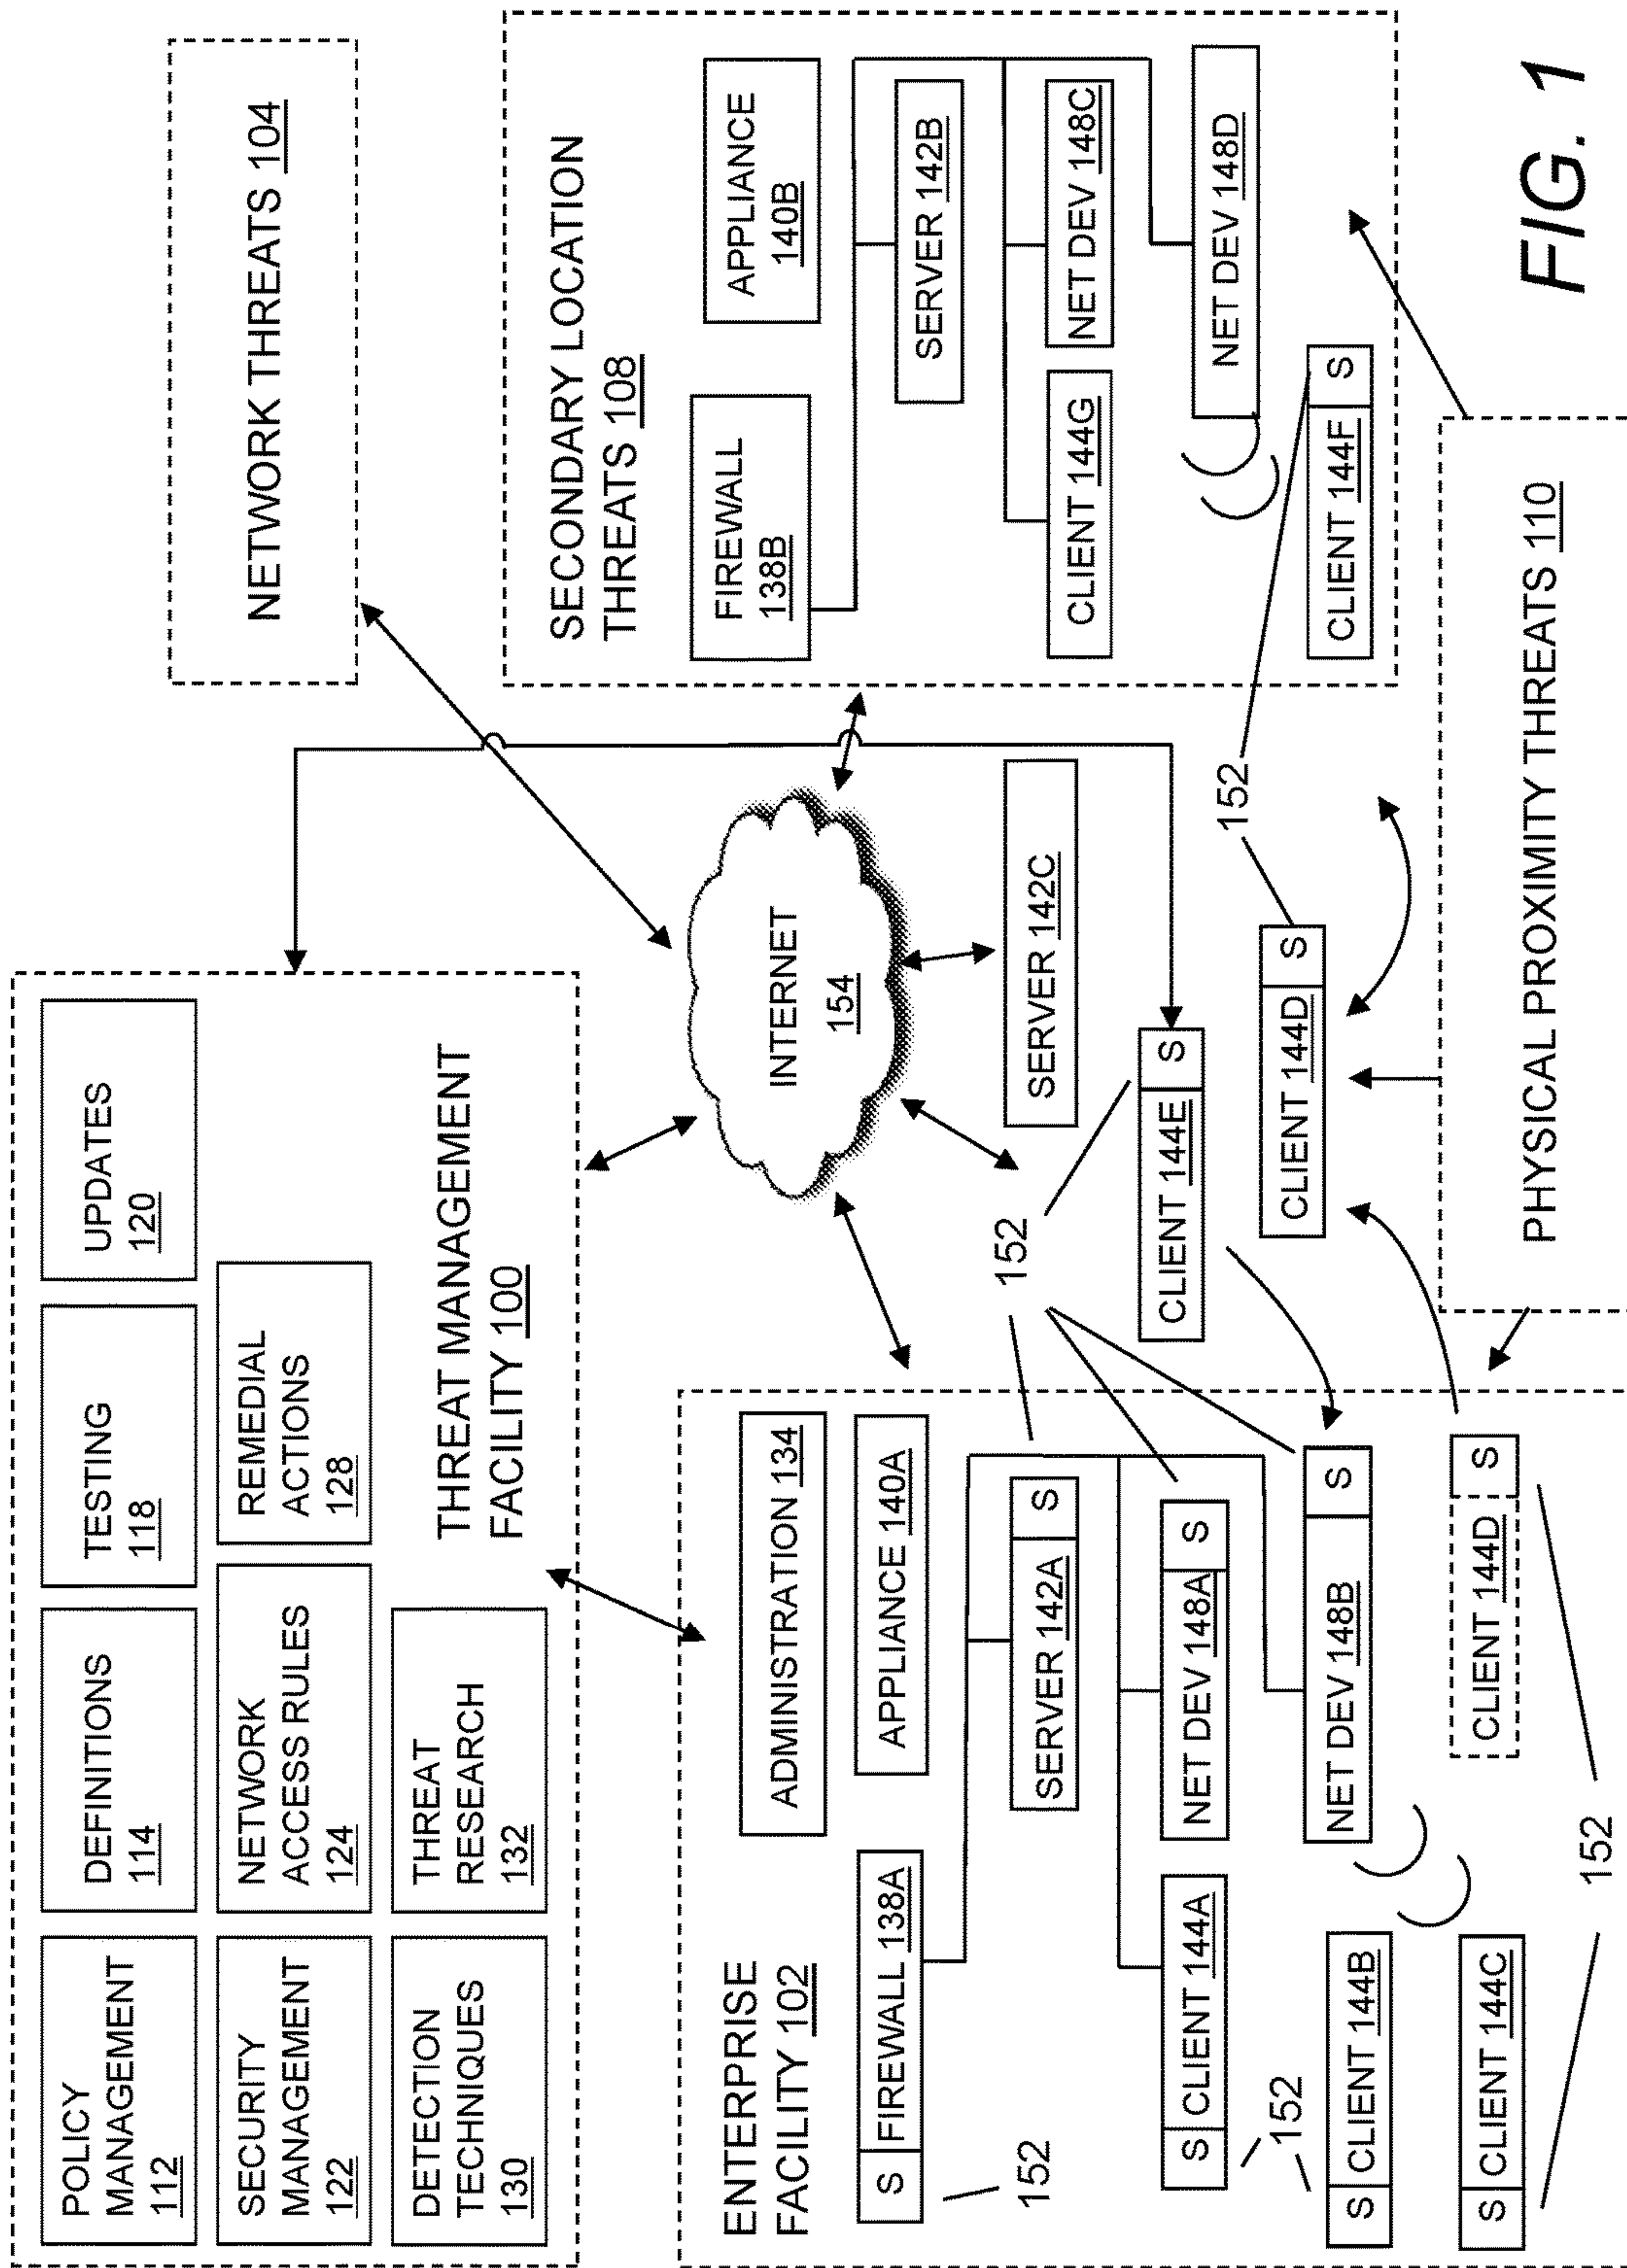 POLICY
MANAGEMENT
112
DEFINITIONS
114
TESTING
118
UPDATES
120
SECURITY
MANAGEMENT
122
NETWORK
ACCESS RULES
124
REMEDIAL
ACTIONS
128
DETECTION
TECHNIQUES
130
THREAT
RESEARCH
132
THREAT MANAGEMENT
FACILITY 100
NETWORK THREATS 104
ENTERPRISE
FACILITY 102
ADMINISTRATION 134
S FIREWALL 138A
APPLIANCE 140A
152
SERVER 142A S
S CLIENT 144A
NET DEV 148A S
152
S CLIENT 144B
NET DEV 148B S
S CLIENT 144C
CLIENT 144D S
152
INTERNET
154
152
SERVER 142C
CLIENT 144E S
152
CLIENT 144D S
SECONDARY LOCATION
THREATS 108
FIREWALL
138B
APPLIANCE
140B
SERVER 142B
CLIENT 144G
NET DEV 148C
NET DEV 148D
CLIENT 144F S
PHYSICAL PROXIMITY THREATS 110
FIG. 1